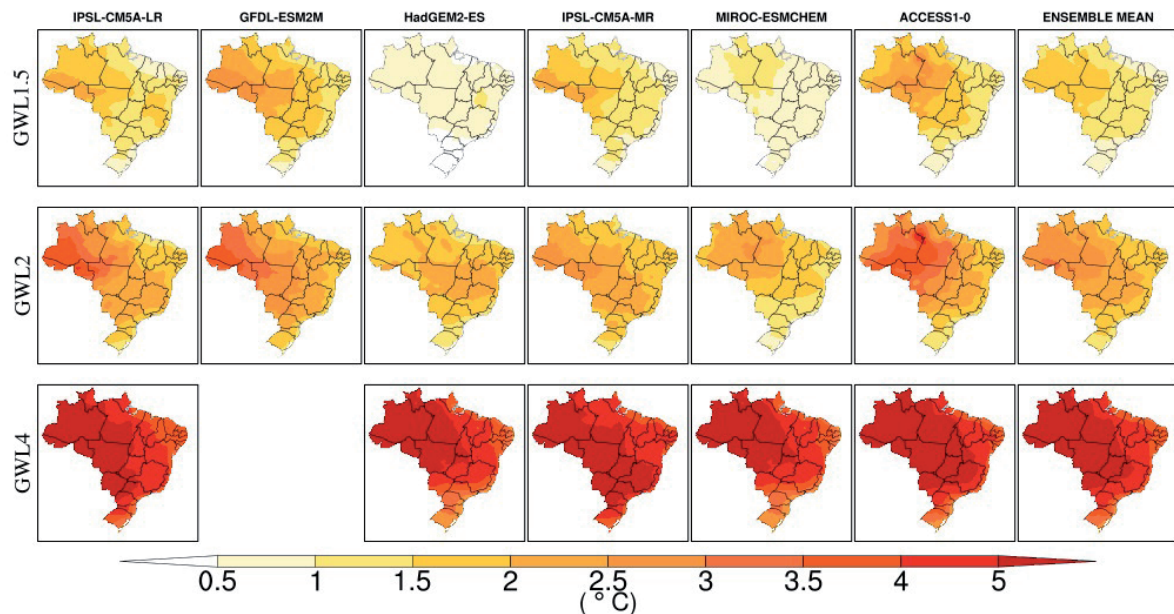 IPSL-CM5A-LR GFDL-ESM2M HadGEM2-ES IPSL-CM5A-MR MIROC-ESMCHEM ACCESS1-0 ENSEMBLE MEAN
GWL1.5
GWL2
GWL4
0.5 1 1.5 2 2.5 3 3.5 4 5
( ° C)